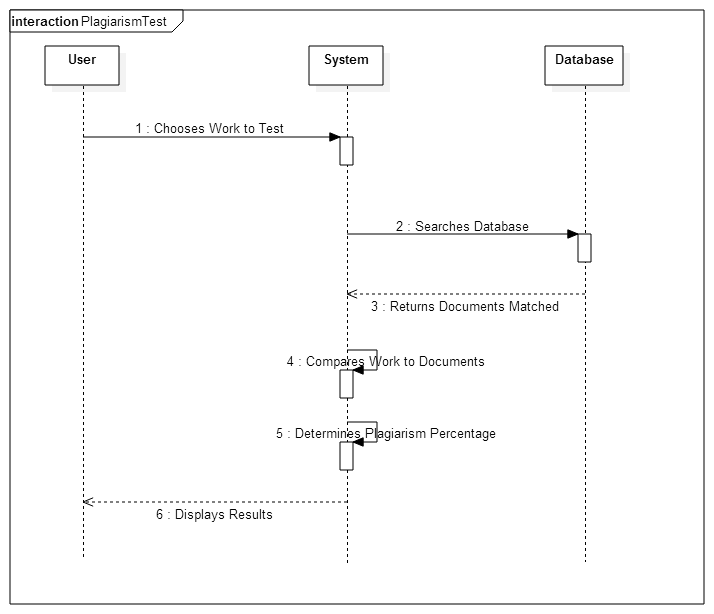 interaction PlagiarismTest
User
System
Database
1 : Chooses Work to Test
2 : Searches Database
3 : Returns Documents Matched
4 : Compares Work to Documents
5 : Determines Plagiarism Percentage
6 : Displays Results